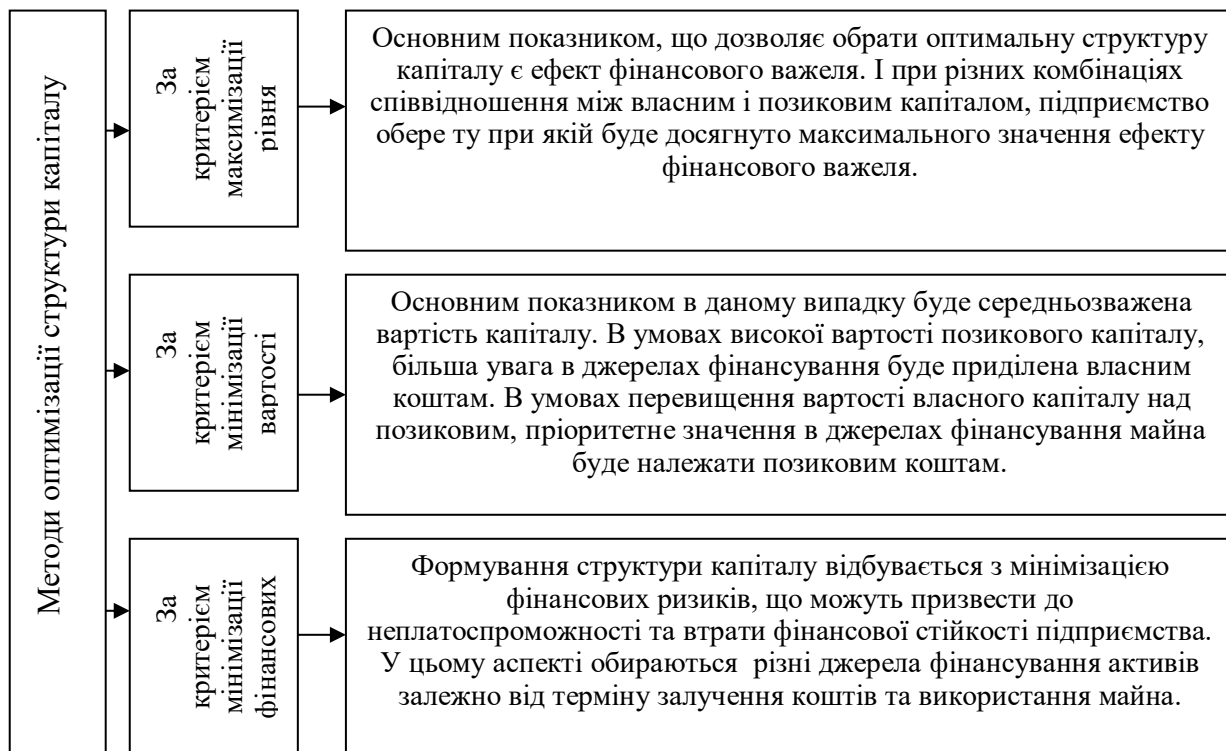 Методи оптимізації структури капіталу
За
критерієм
максимізації
рівня
Основним показником, що дозволяє обрати оптимальну структуру
капіталу є ефект фінансового важеля. І при різних комбінаціях
співвідношення між власним і позиковим капіталом, підприємство
обере ту при якій буде досягнуто максимального значення ефекту
фінансового важеля.
За
критерієм
мінімізації
вартості
Основним показником в даному випадку буде середньозважена
вартість капіталу. В умовах високої вартості позикового капіталу,
більша увага в джерелах фінансування буде приділена власним
коштам. В умовах перевищення вартості власного капіталу над
позиковим, пріоритетне значення в джерелах фінансування майна
буде належати позиковим коштам.
За
критерієм
мінімізації
фінансових
Формування структури капіталу відбувається з мінімізацією
фінансових ризиків, що можуть призвести до
неплатоспроможності та втрати фінансової стійкості підприємства.
У цьому аспекті обираються  різні джерела фінансування активів
залежно від терміну залучення коштів та використання майна.